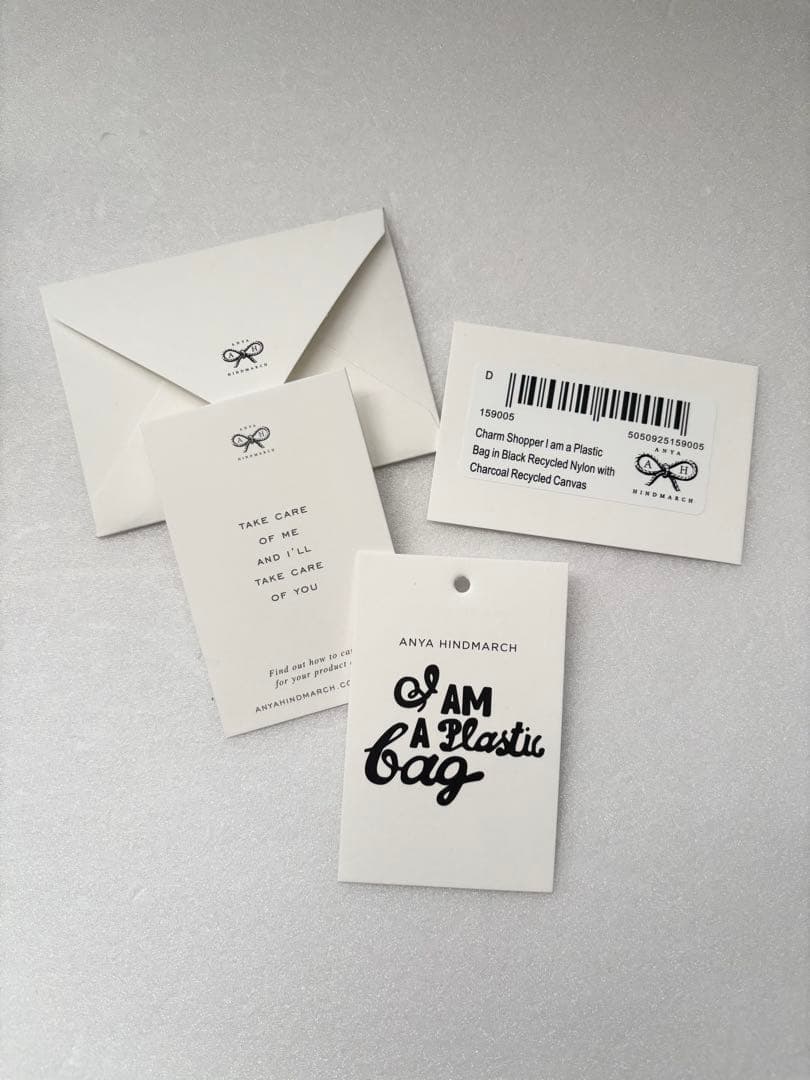 ANYA
A H
HINDMARCH
ANYA
A H
HINDMARCH
TAKE CARE
OF ME
AND I'LL
TAKE CARE
OF YOU
Find out how to
for your product
ANYAHINDMARCH.
D
159005
5050925159005
Charm Shopper I am a Plastic
Bag in Black Recycled Nylon with
Charcoal Recycled Canvas
ANYA
A H
HINDMARCH
ANYA HINDMARCH
I AM
A Plastic
bag